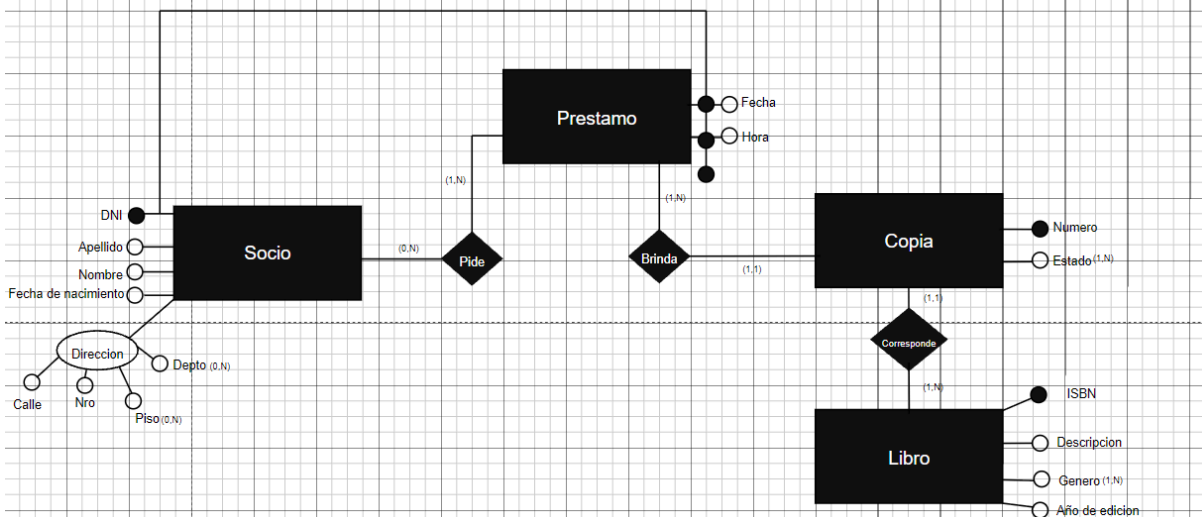 Prestamo
Fecha
Hora
(1,N)
(1,N)
DNI
Apellido
Nombre
Fecha de nacimiento
Socio
(0,N)
Pide
Brinda
(1,1)
Copia
Numero
Estado (1,N)
(1,1)
Corresponde
(1,N)
Direccion
Depto (0,N)
Calle
Nro
Piso (0,N)
Libro
ISBN
Descripcion
Genero (1,N)
Año de edicion